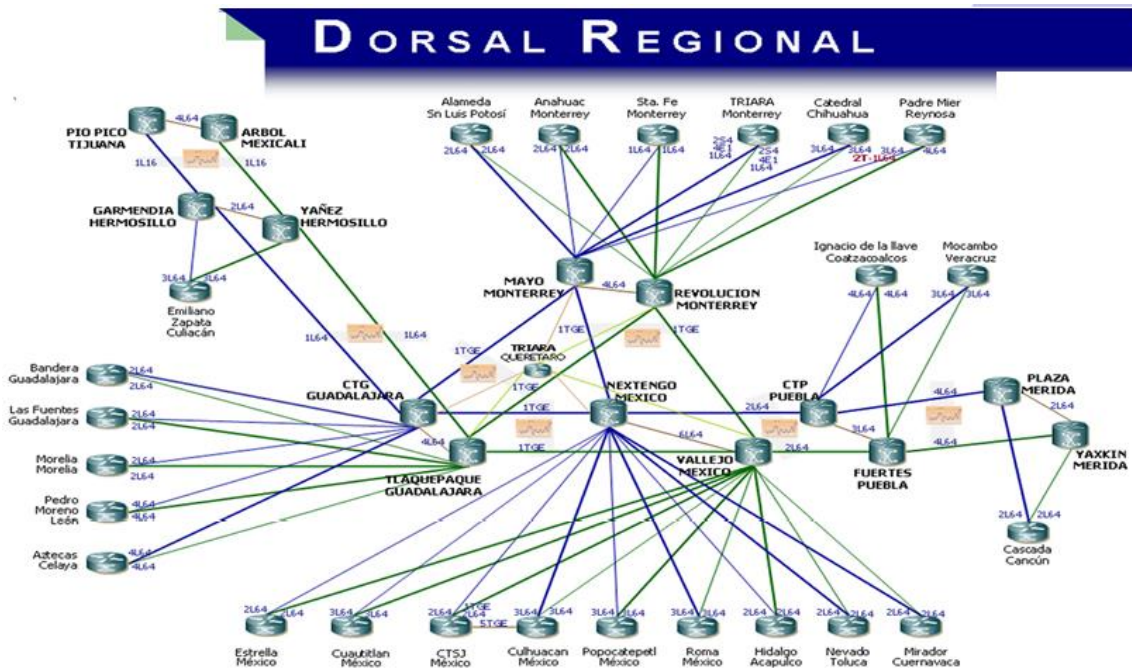 DORSAL REGIONAL
Alameda
Sn Luis Potosí
Anahuac
Monterrey
Sta. Fe
Monterrey
TRIARA
Monterrey
Catedral
Chihuahua
Padre Mier
Reynosa
PIO PICO
TIJUANA
4L64
ARBOL
MEXICALI
2L64 2L64
2L64 2L64
1L64 1L64
2S4
4E1
1L64
2S4
4E1
1L64
3L64 3L64
2T-1L64
3L64 4L64
1L16
1L16
GARMENDIA
HERMOSILLO
2L64
YAÑEZ
HERMOSILLO
3L64 3L64
Emiliano
Zapata
Culiacán
MAYO
MONTERREY
4L64
REVOLUCION
MONTERREY
Ignacio de la llave
Coatzacoalcos
Mocambo
Veracruz
4L64 4L64
3L64 3L64
1L64
1L64
1TGE
1TGE
1TGE
TRIARA
QUERETARO
1TGE
Bandera
Guadalajara
2L64
2L64
CTG
GUADALAJARA
1TGE
NEXTENGO
MEXICO
2L64
CTP
PUEBLA
4L64
PLAZA
MERIDA
2L64
Las Fuentes
Guadalajara
2L64
2L64
4L64
1TGE
6L64
2L64
3L64
4L64
YAXKIN
MERIDA
Morelia
Morelia
2L64
2L64
TLAQUEPAQUE
GUADALAJARA
VALLEJO
MEXICO
FUERTES
PUEBLA
Pedro
Moreno
León
4L64
4L64
2L64 2L64
Cascada
Cancún
Aztecas
Celaya
4L64
4L64
2L64 2L64
3L64 3L64
2L64 2L64
1TGE
5TGE
3L64 3L64
3L64 3L64
3L64 3L64
2L64 2L64
2L64 2L64
2L64 2L64
Estrella
México
Cuautitlan
México
CTSJ
México
Culhuacan
México
Popocatepetl
México
Roma
México
Hidalgo
Acapulco
Nevado
Toluca
Mirador
Cuernavaca